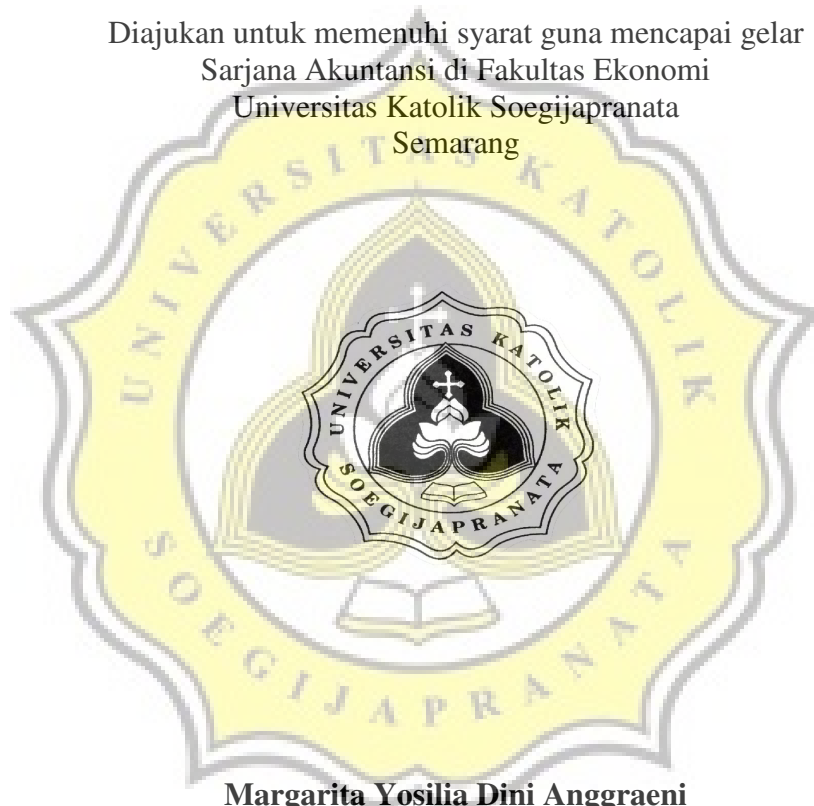 Diajukan untuk memenuhi syarat guna mencapai gelar
Sarjana Akuntansi di Fakultas Ekonomi
Universitas Katolik Soegijapranata
Semarang
UNIVERSITAS KATOLIK
SOEGIJAPRANATA
UNIVERSITAS KATOLIK
SOEGIJAPRANATA
Margarita Yosilia Dini Anggraeni